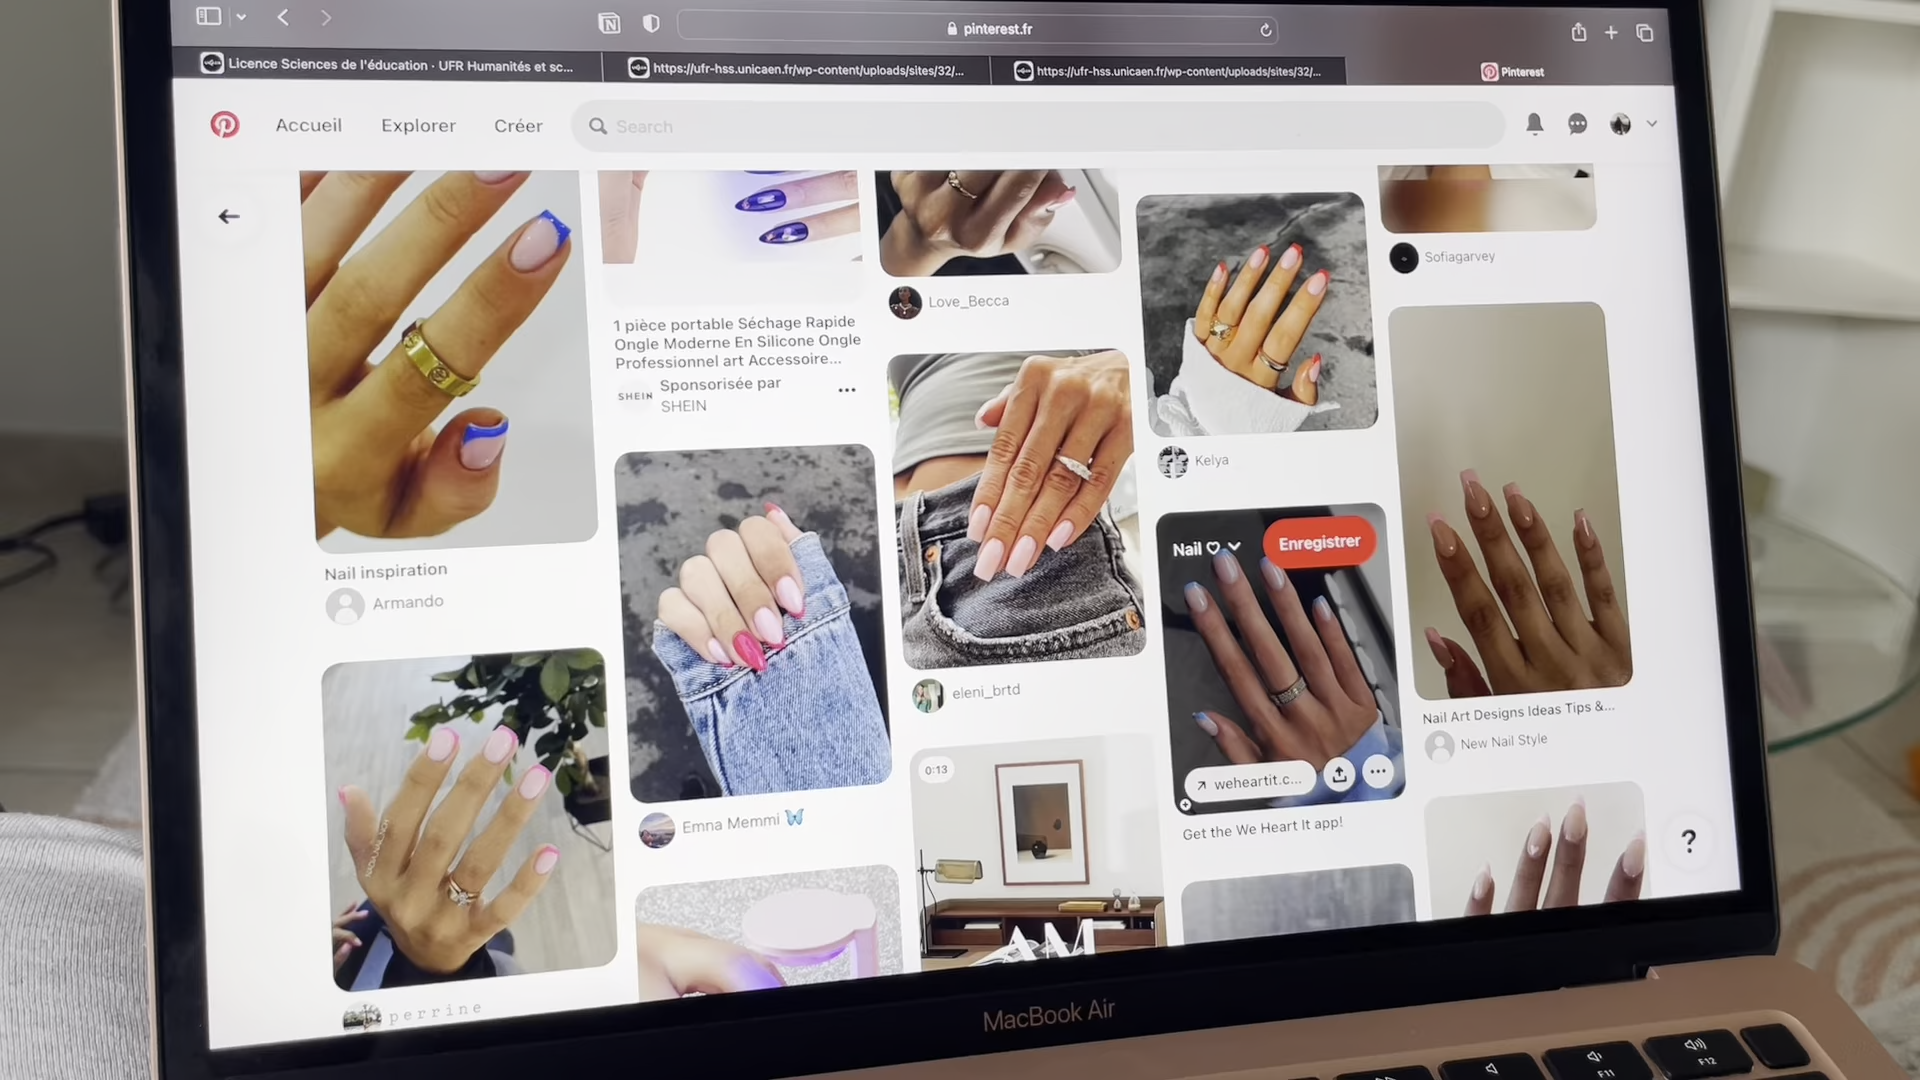 pinterest.fr
Licence Sciences de l'éducation · UFR Humanités et sc...
https://ufr-hss.unicaen.fr/wp-content/uploads/sites/32/...
https://ufr-hss.unicaen.fr/wp-content/uploads/sites/32/...
Pinterest
Accueil
Explorer
Créer
Search
Nail inspiration
Armando
perrine
1 pièce portable Séchage Rapide
Ongle Moderne En Silicone Ongle
Professionnel art Accessoire...
SHEIN
Sponsorisée par
SHEIN
Emna Memmi
Love_Becca
eleni_brtd
0:13
AM
Kelya
Nail
Enregistrer
weheartit.c...
Get the We Heart It app!
Sofiagarvey
Nail Art Designs Ideas Tips &...
New Nail Style
?
MacBook Air
F11
F12